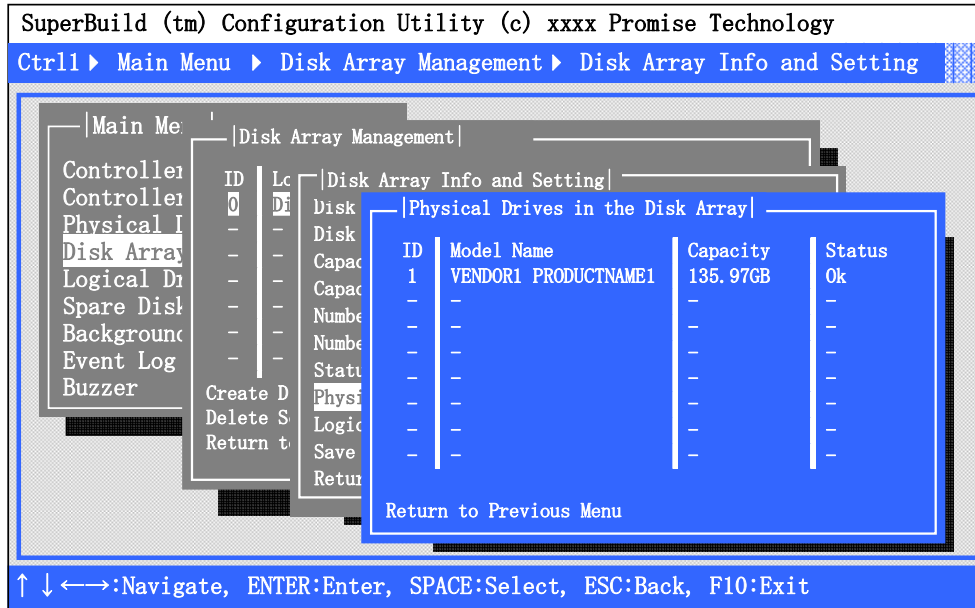 SuperBuild (tm) Configuration Utility (c) xxxx Promise Technology
Ctrl1 Main Menu Disk Array Management Disk Array Info and Setting
Main
Controller
Controller
Physical
Disk Array
Logical
Spare Disk
Background
Event Log
Buzzer
Disk Array Management
ID
0 Di
– –
– –
– –
– –
– –
– –
Create D
Delete S
Return t
Disk Array Info and Setting
Disk
Disk
Capac
Capac
Numbe
Numbe
Statu
Physi
Logic
Save
Retur
Physical Drives in the Disk Array
ID Model Name Capacity Status
1 VENDOR1 PRODUCTNAME1 135.97GB Ok
– – – –
– – – –
– – – –
– – – –
– – – –
– – – –
– – – –
Return to Previous Menu
↑↓←→:Navigate, ENTER:Enter, SPACE:Select, ESC:Back, F10:Exit